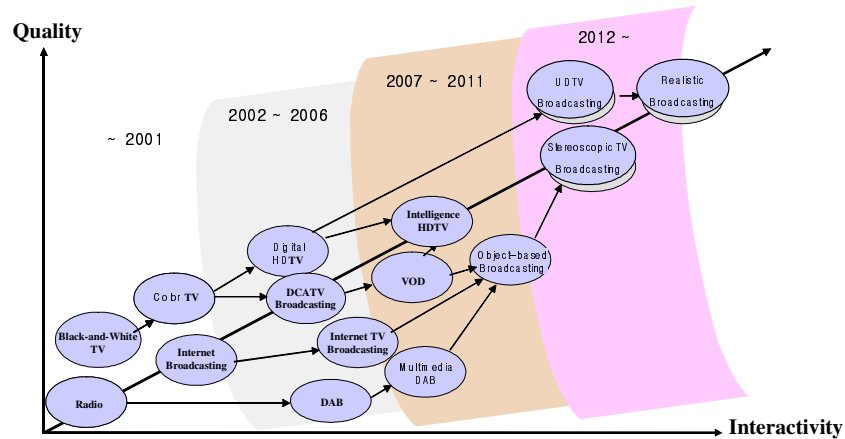 Quality
2012 ~
2007 ~ 2011
2002 ~ 2006
~ 2001
UDTV
Broadcasting
Realistic
Broadcasting
Stereoscopic TV
Broadcasting
Intelligence
HDTV
Digital
HDTV
Object-based
Broadcasting
VOD
Cobr TV
DCATV
Broadcasting
Black-and-White
TV
Internet TV
Broadcasting
Internet
Broadcasting
Multimedia
DAB
Radio
DAB
Interactivity